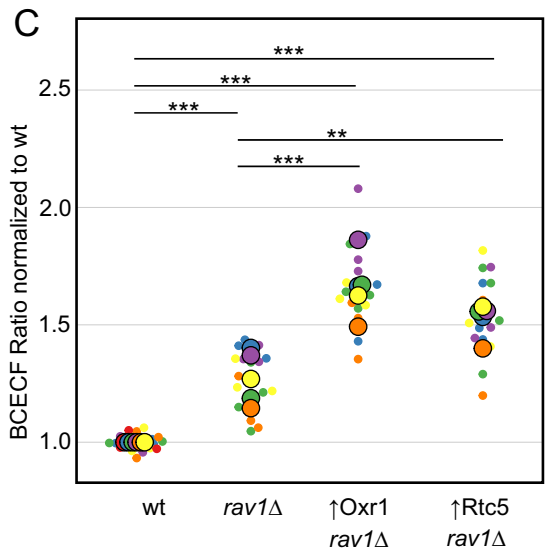 C
BCECF Ratio normalized to wt
2.5
2.0
1.5
1.0
***
***
***
**
***
wt
rav1Δ
↑Oxr1
rav1Δ
↑Rtc5
rav1Δ